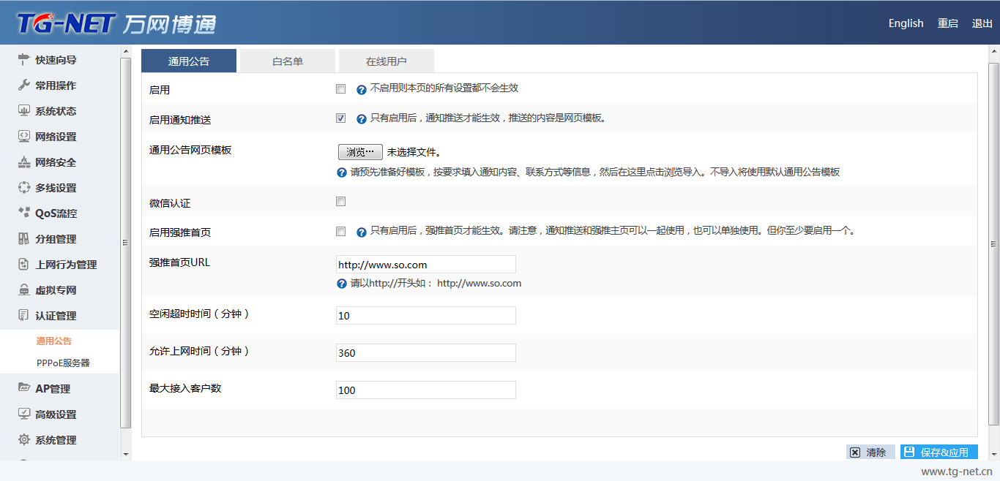 TG-NET 万网博通
English 重启 退出
快速向导
常用操作
系统状态
网络设置
网络安全
多线设置
QoS流控
分组管理
上网行为管理
虚拟专网
认证管理
通用公告
PPPoE服务器
AP管理
高级设置
系统管理
通用公告 白名单 在线用户
启用 不启用则本页的所有设置都不会生效
启用通知推送 只有启用后，通知推送才能生效，推送的内容是网页模板。
通用公告网页模板 浏览… 未选择文件。
请预先准备好模板，按要求填入通知内容、联系方式等信息，然后在这里点击浏览导入。不导入将使用默认通用公告模板
微信认证
启用强推首页 只有启用后，强推首页才能生效。请注意，通知推送和强推主页可以一起使用，也可以单独使用。但你至少要启用一个。
强推首页URL http://www.so.com
请以http://开头如： http://www.so.com
空闲超时时间（分钟） 10
允许上网时间（分钟） 360
最大接入客户数 100
清除 保存&应用
www.tg-net.cn